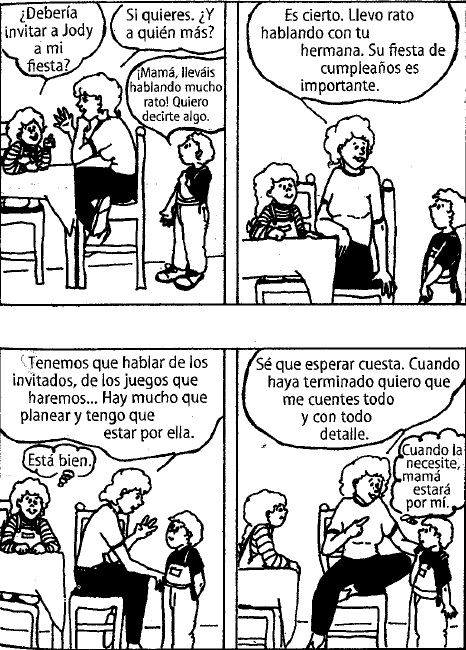 ¿Debería
invitar a Jody
a mi
fiesta?
Si quieres. ¿Y
a quién más?
¡Mamá, lleváis
hablando mucho
rato! Quiero
decirte algo.
Es cierto. Llevo rato
hablando con tu
hermana. Su fiesta de
cumpleaños es
importante.
Tenemos que hablar de los
invitados, de los juegos que
haremos... Hay mucho que
planear y tengo que
estar por ella.
Está bien.
Sé que esperar cuesta. Cuando
haya terminado quiero que
me cuentes todo
y con todo
detalle.
Cuando la
necesite,
mamá
estará
por mí.